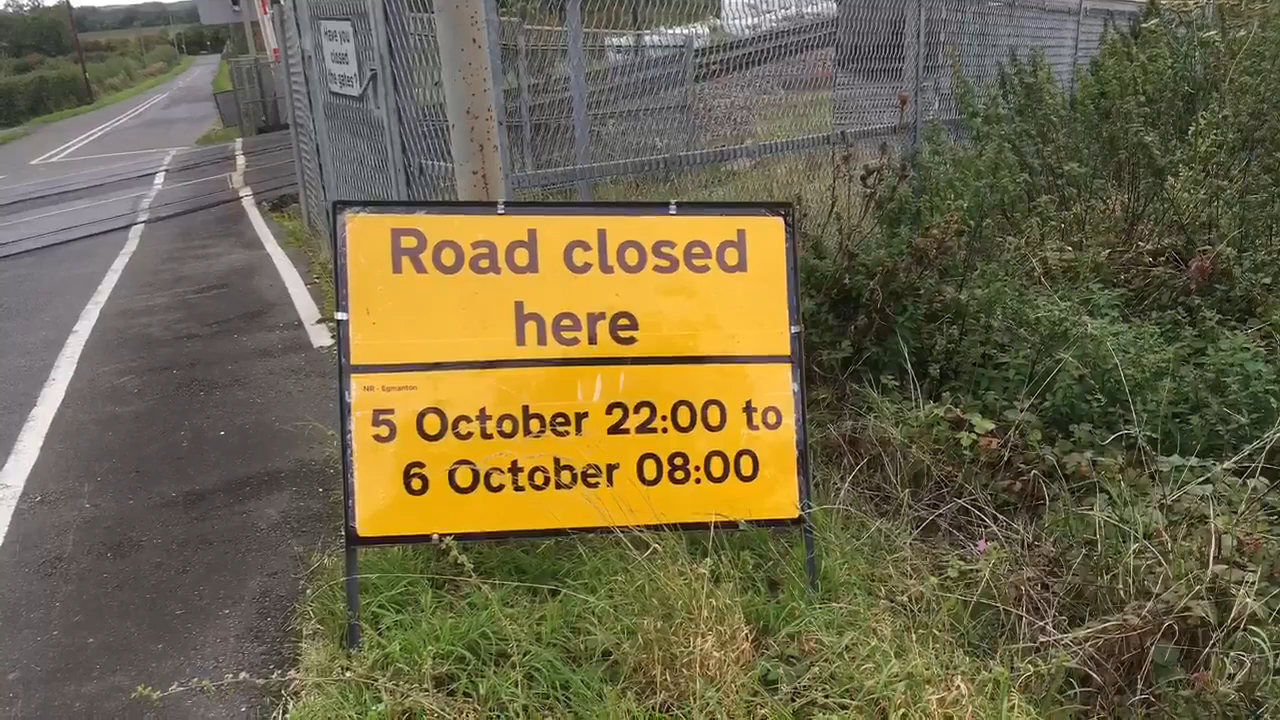 Have you
closed
the gates?
Road closed
here
NR - Egmanton
5 October 22:00 to
6 October 08:00